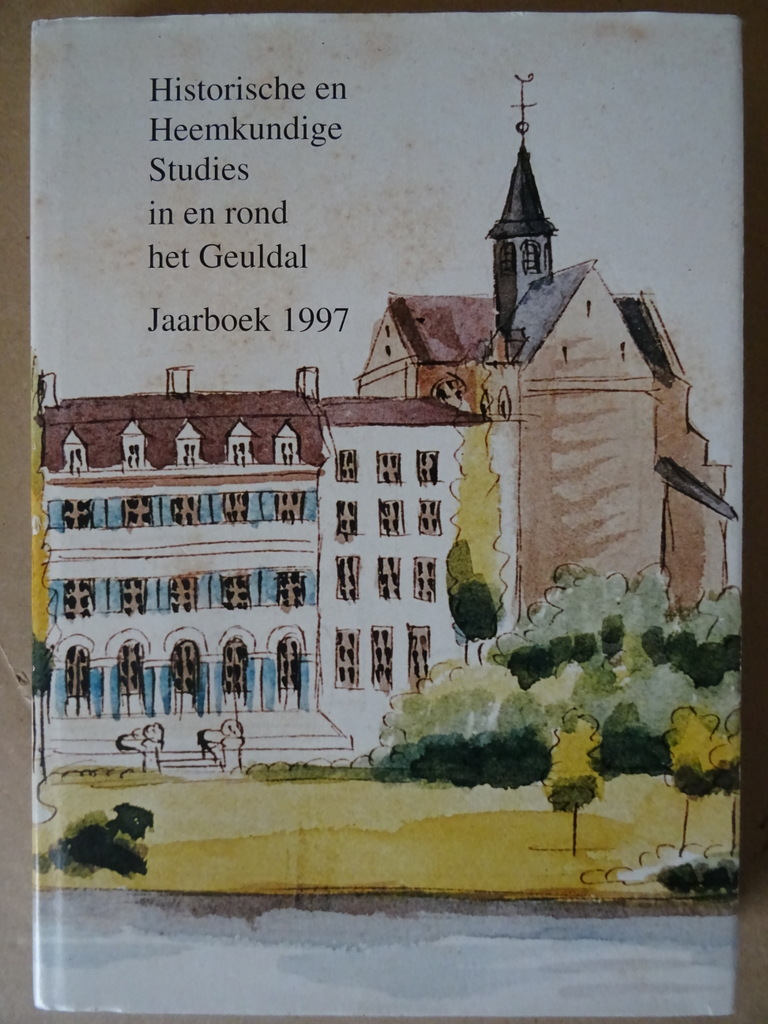 Historische en
Heemkundige
Studies
in en rond
het Geuldal
Jaarboek 1997